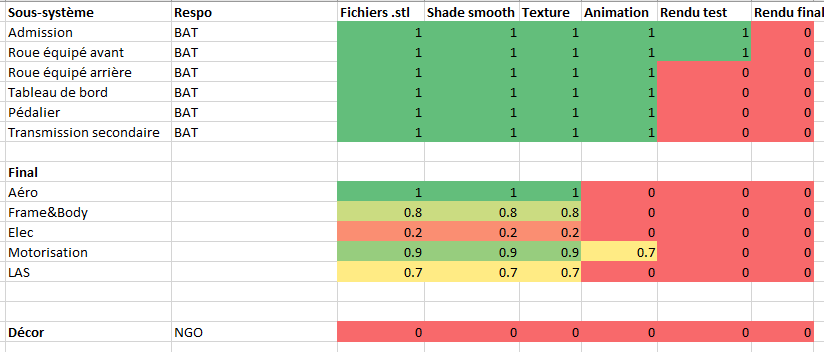 Sous-système Respo Fichiers .stl Shade smooth Texture Animation Rendu test Rendu final
Admission BAT 1 1 1 1 1 0
Roue équipé avant BAT 1 1 1 1 1 0
Roue équipé arrière BAT 1 1 1 1 0 0
Tableau de bord BAT 1 1 1 1 0 0
Pédalier BAT 1 1 1 1 0 0
Transmission secondaire BAT 1 1 1 1 0 0
Final
Aéro 1 1 1 0 0 0
Frame&Body 0.8 0.8 0.8 0 0 0
Elec 0.2 0.2 0.2 0 0 0
Motorisation 0.9 0.9 0.9 0.7 0 0
LAS 0.7 0.7 0.7 0 0 0
Décor NGO 0 0 0 0 0 0